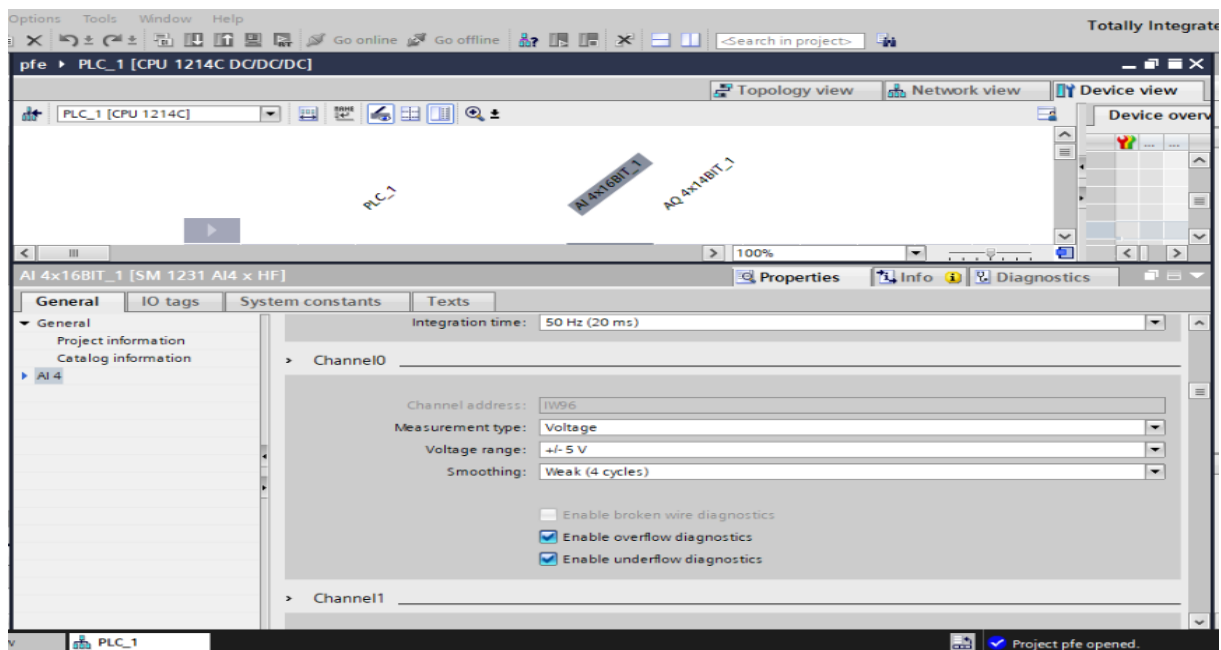 Options Tools Window Help
Totally Integrate
Go online Go offline <Search in project>
pfe PLC_1 [CPU 1214C DC/DC/DC]
Topology view Network view Device view
PLC_1 [CPU 1214C] Device overv
PLC_1 AI 4x16BIT_1 AQ 4x14BIT_1
100%
AI 4x16BIT_1 [SM 1231 AI4 x HF] Properties Info Diagnostics
General IO tags System constants Texts
General
Project information
Catalog information
AI 4
Integration time: 50 Hz (20 ms)
Channel0
Channel address: IW96
Measurement type: Voltage
Voltage range: +/- 5 V
Smoothing: Weak (4 cycles)
Enable broken wire diagnostics
Enable overflow diagnostics
Enable underflow diagnostics
Channel1
PLC_1 Project pfe opened.